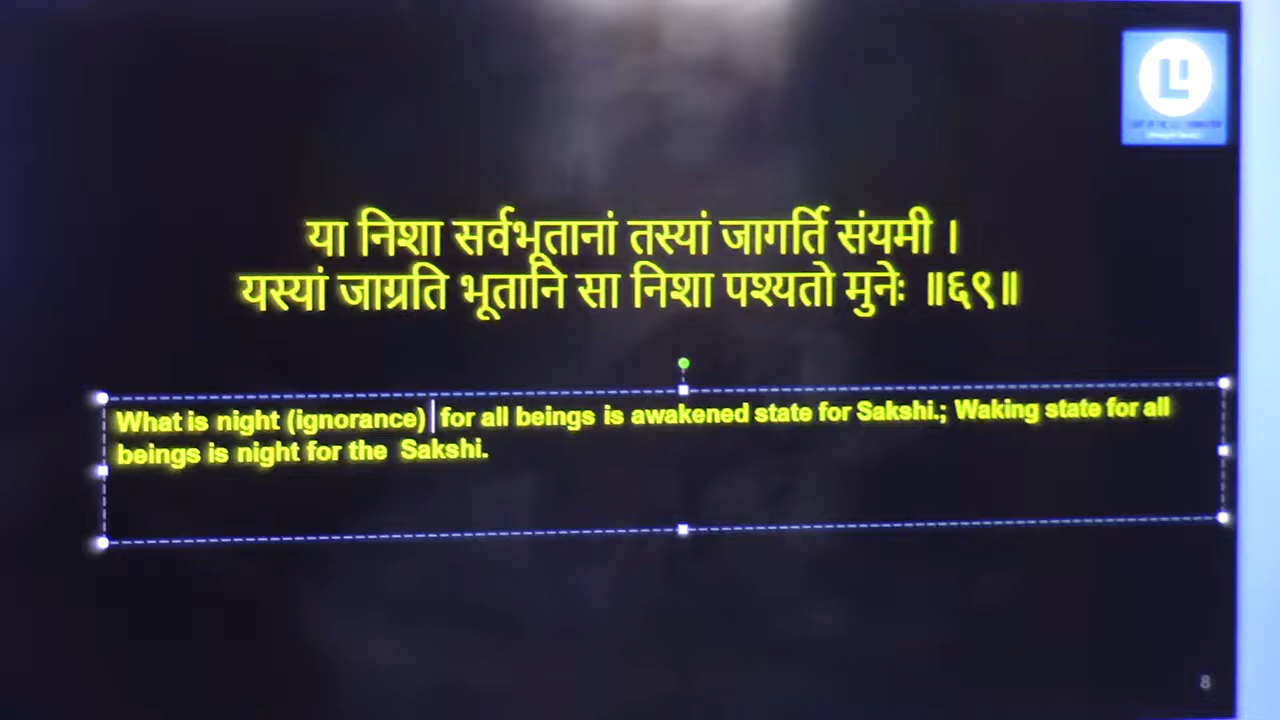 या निशा सर्वभूतानां तस्यां जागर्ति संयमी ।
यस्यां जाग्रति भूतानि सा निशा पश्यतो मुनेः ॥६९॥
What is night (ignorance) for all beings is awakened state for Sakshi.; Waking state for all
beings is night for the Sakshi.
8